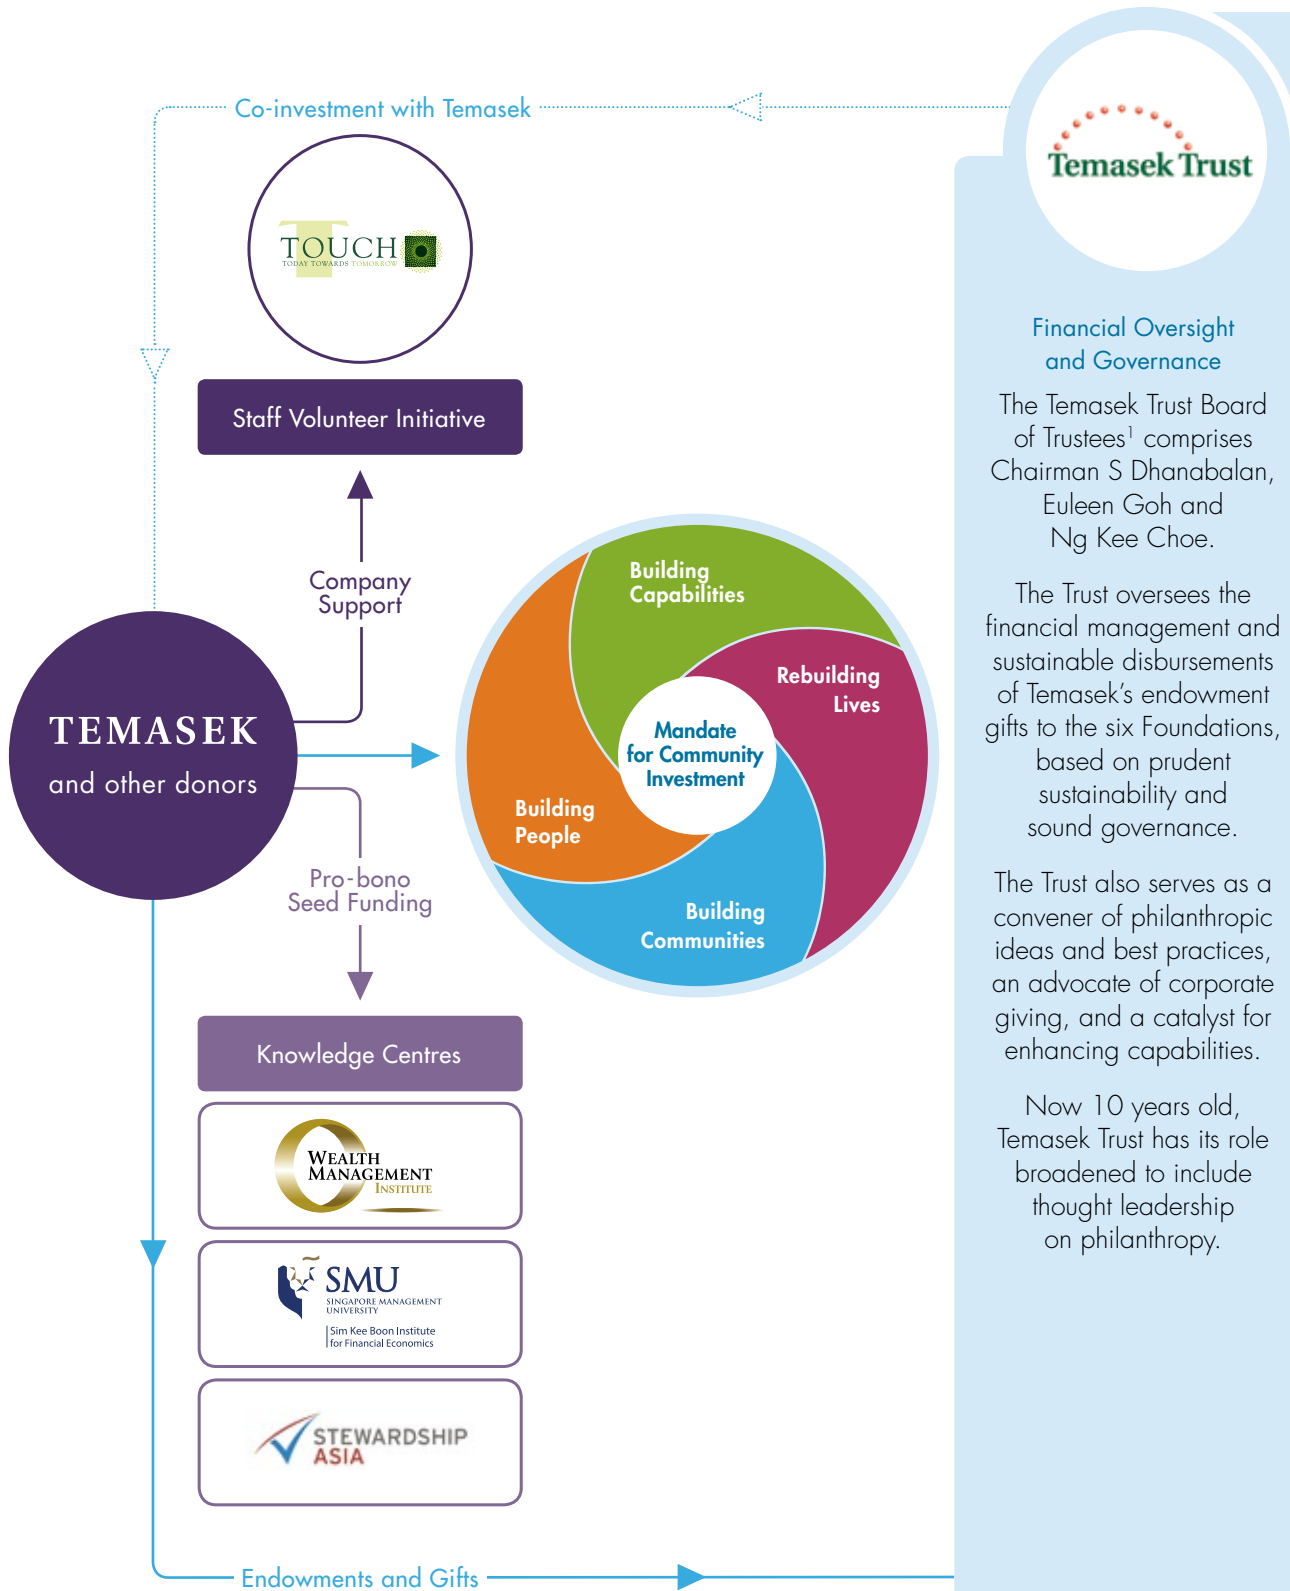 Co-investment with Temasek
TOUCH
TODAY TOWARDS TOMORROW
Staff Volunteer Initiative
Company
Support
TEMASEK
and other donors
Pro-bono
Seed Funding
Knowledge Centres
WEALTH
MANAGEMENT
INSTITUTE
SMU
SINGAPORE MANAGEMENT
UNIVERSITY
Sim Kee Boon Institute
for Financial Economics
STEWARDSHIP
ASIA
Endowments and Gifts
Building
Capabilities
Rebuilding
Lives
Mandate
for Community
Investment
Building
People
Building
Communities
Temasek Trust
Financial Oversight
and Governance
The Temasek Trust Board
of Trustees¹ comprises
Chairman S Dhanabalan,
Euleen Goh and
Ng Kee Choe.
The Trust oversees the
financial management and
sustainable disbursements
of Temasek’s endowment
gifts to the six Foundations,
based on prudent
sustainability and
sound governance.
The Trust also serves as a
convener of philanthropic
ideas and best practices,
an advocate of corporate
giving, and a catalyst for
enhancing capabilities.
Now 10 years old,
Temasek Trust has its role
broadened to include
thought leadership
on philanthropy.